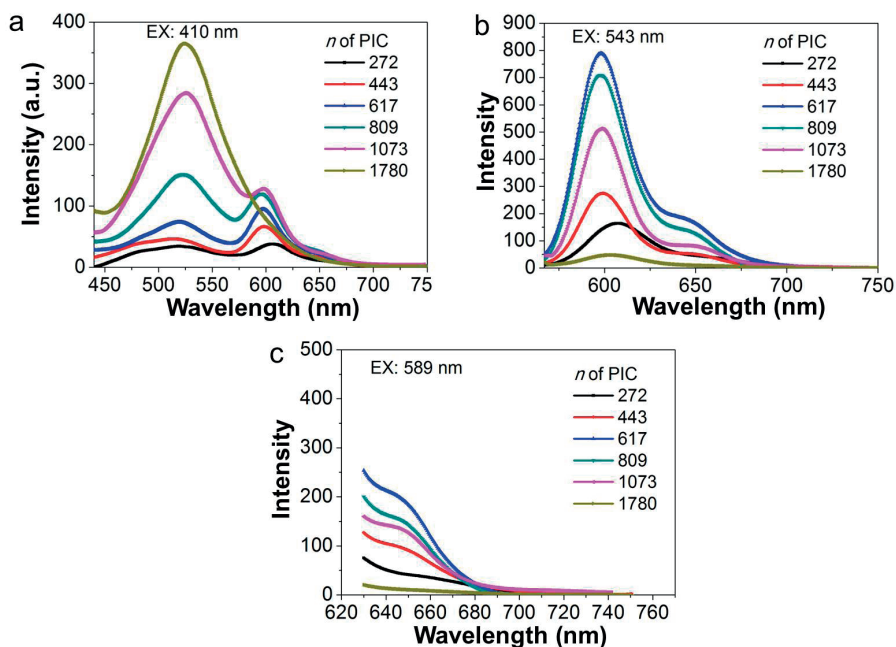 a
EX: 410 nm
n of PIC
272
443
617
809
1073
1780
Intensity (a.u.)
400
300
200
100
0
450 500 550 600 650 700 75
Wavelength (nm)
b
EX: 543 nm
n of PIC
272
443
617
809
1073
1780
Intensity
900
800
700
600
500
400
300
200
100
0
600 650 700 750
Wavelength (nm)
c
EX: 589 nm
n of PIC
272
443
617
809
1073
1780
Intensity
500
400
300
200
100
0
620 640 660 680 700 720 740 760
Wavelength (nm)